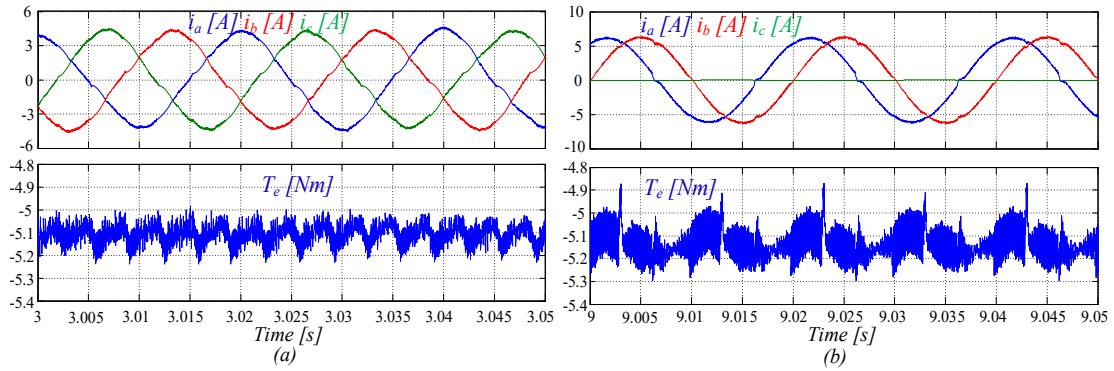 i_a [A] i_b [A] i_c [A]
6
3
0
-3
-6
T_e [Nm]
-4.8
-4.9
-5
-5.1
-5.2
-5.3
-5.4
3 3.005 3.01 3.015 3.02 3.025 3.03 3.035 3.04 3.045 3.05
Time [s]
(a)
i_a [A] i_b [A] i_c [A]
10
5
0
-5
-10
T_e [Nm]
-4.8
-4.9
-5
-5.1
-5.2
-5.3
-5.4
9 9.005 9.01 9.015 9.02 9.025 9.03 9.035 9.04 9.045 9.05
Time [s]
(b)